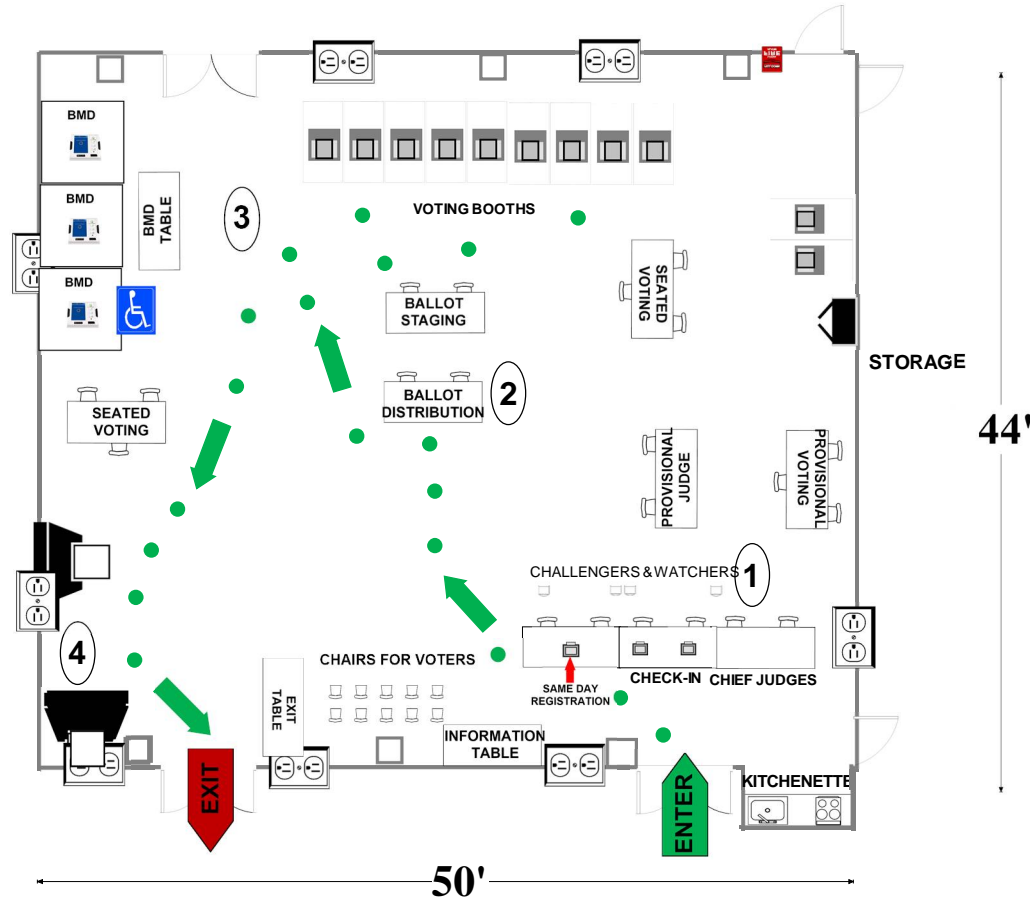 BMD
BMD
BMD
BMD
TABLE
3
VOTING BOOTHS
BALLOT
STAGING
SEATED
VOTING
STORAGE
BALLOT
DISTRIBUTION
2
SEATED
VOTING
44'
PROVISIONAL
JUDGE
PROVISIONAL
VOTING
CHALLENGERS & WATCHERS
1
4
CHAIRS FOR VOTERS
SAME DAY
REGISTRATION
CHECK-IN
CHIEF JUDGES
EXIT
TABLE
INFORMATION
TABLE
EXIT
ENTER
KITCHENETTE
50'